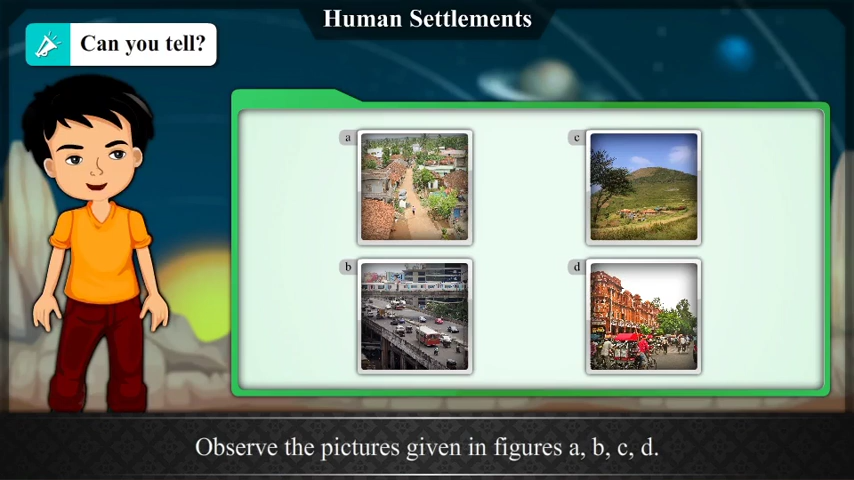 Human Settlements
Can you tell?
a
c
b
d
Observe the pictures given in figures a, b, c, d.